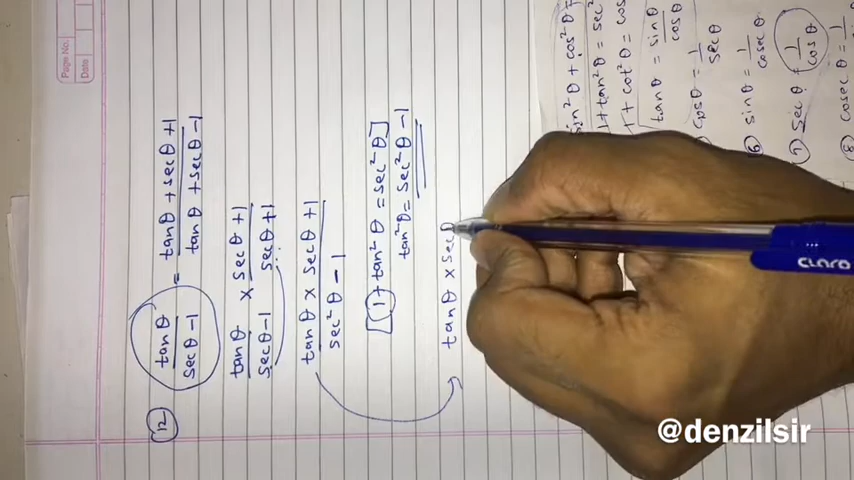 Page No.
Date
12 tanθ / secθ-1 = tanθ + secθ +1 / tanθ + secθ -1
tanθ / secθ-1 × secθ +1 / secθ +1
tanθ × secθ +1 / sec²θ - 1
[1 + tan²θ = sec²θ]
tan²θ = sec²θ -1
tanθ × sec
sin²θ + cos²θ =
1 + tan²θ = sec²
1 + cot²θ = cos
tanθ = sinθ / cosθ
cosθ = 1 / secθ
6 sinθ = 1 / cosecθ
7 secθ = 1 / cosθ
8 cosecθ = 1
claro
@denzilsir